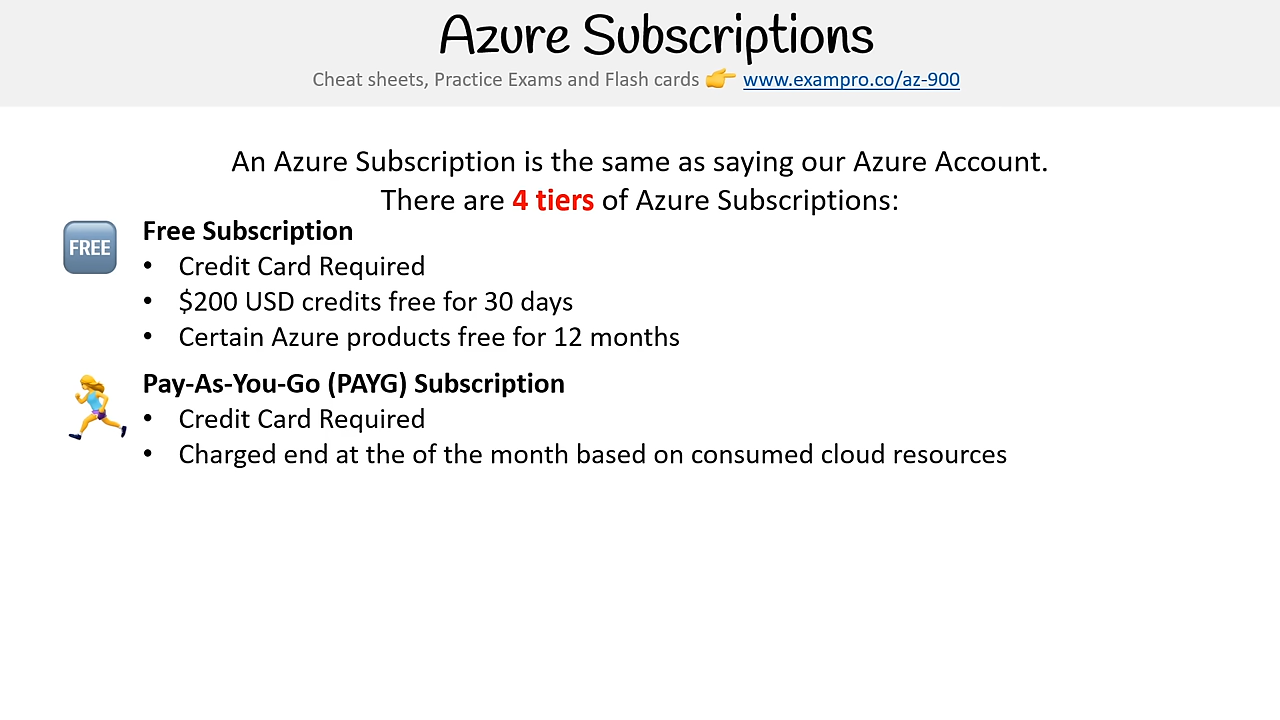 Azure Subscriptions
Cheat sheets, Practice Exams and Flash cards 👉 www.exampro.co/az-900
An Azure Subscription is the same as saying our Azure Account.
There are 4 tiers of Azure Subscriptions:
FREE
Free Subscription
• Credit Card Required
• $200 USD credits free for 30 days
• Certain Azure products free for 12 months
Pay-As-You-Go (PAYG) Subscription
• Credit Card Required
• Charged end at the of the month based on consumed cloud resources